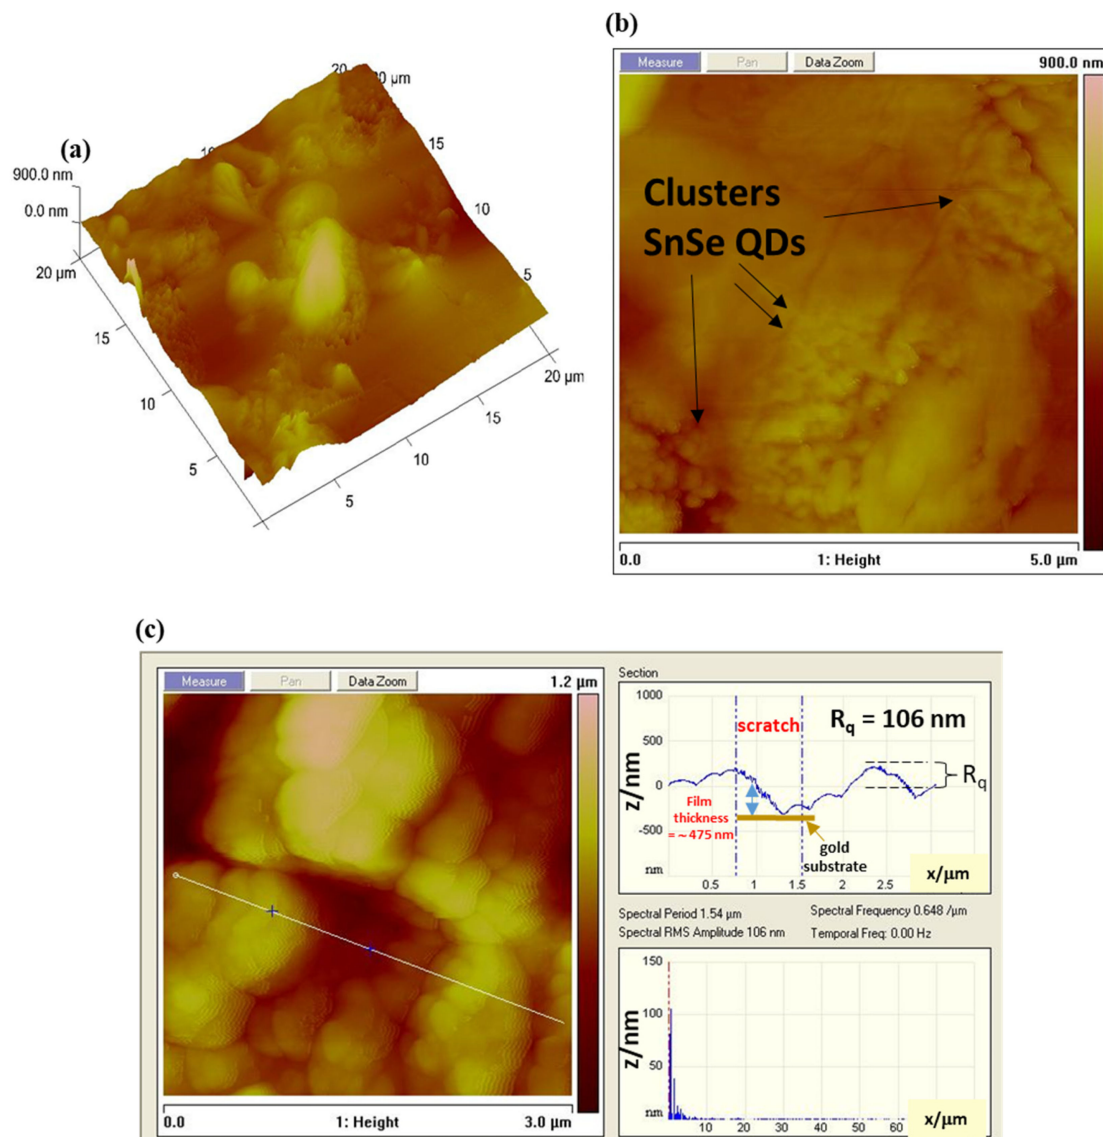 (a)
900.0 nm
0.0 nm
20 µm
15
10
5
5
10
15
20 µm
5
10
15
20
(b)
Measure
Pan
Data Zoom
900.0 nm
Clusters
SnSe QDs
0.0
1: Height
5.0 µm
(c)
Measure
Pan
Data Zoom
1.2 µm
0.0
1: Height
3.0 µm
Section
1000
500
0
-500
nm
z/nm
scratch
Rq = 106 nm
Rq
Film
thickness
= ~ 475 nm
gold
substrate
0.5
1
1.5
2
2.5
x/µm
Spectral Period 1.54 µm
Spectral Frequency 0.648 /µm
Spectral RMS Amplitude 106 nm
Temporal Freq: 0.00 Hz
150
100
50
nm
z/nm
10
20
30
40
50
60
x/µm